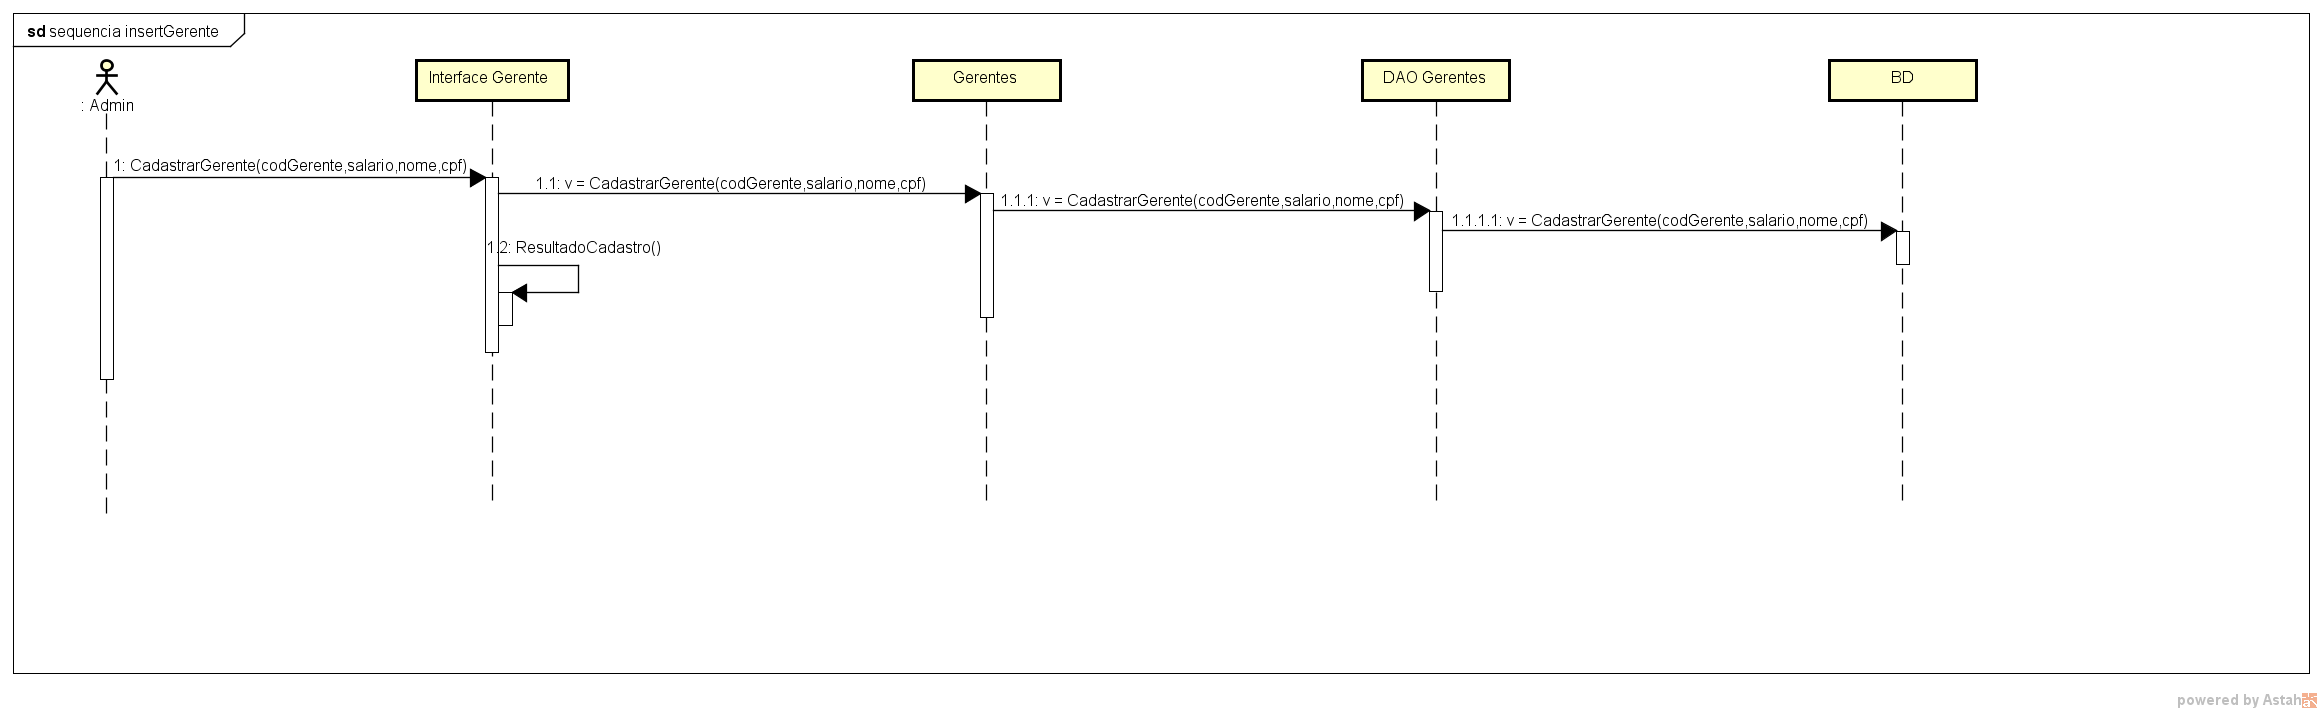 sd sequencia insertGerente
: Admin
Interface Gerente
Gerentes
DAO Gerentes
BD
1: CadastrarGerente(codGerente,salario,nome,cpf)
1.1: v = CadastrarGerente(codGerente,salario,nome,cpf)
1.1.1: v = CadastrarGerente(codGerente,salario,nome,cpf)
1.1.1.1: v = CadastrarGerente(codGerente,salario,nome,cpf)
1.2: ResultadoCadastro()
powered by Astah